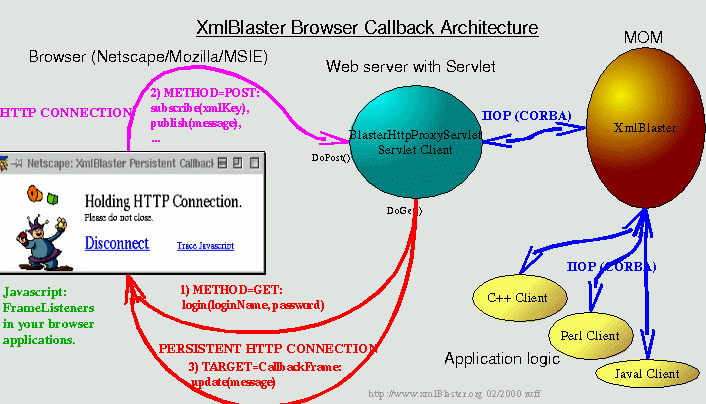 XmlBlaster Browser Callback Architecture
Browser (Netscape/Mozilla/MSIE)
Web server with Servlet
MOM
HTTP CONNECTION
2) METHOD=POST:
subscribe(xmlKey),
publish(message),
...
DoPost()
BlasterHttpProxyServlet
Servlet Client
IIOP (CORBA)
XmlBlaster
Netscape: XmlBlaster Persistent Callback
Holding HTTP Connection.
Please do not close.
Disconnect
Trace Javascript
DoGet()
Javascript:
FrameListeners
in your browser
applications.
1) METHOD=GET:
login(loginName, password)
PERSISTENT HTTP CONNECTION
3) TARGET=CallbackFrame:
update(message)
IIOP (CORBA)
C++ Client
Perl Client
Javal Client
Application logic
http://www.xmlBlaster.org 02/2000 ruff